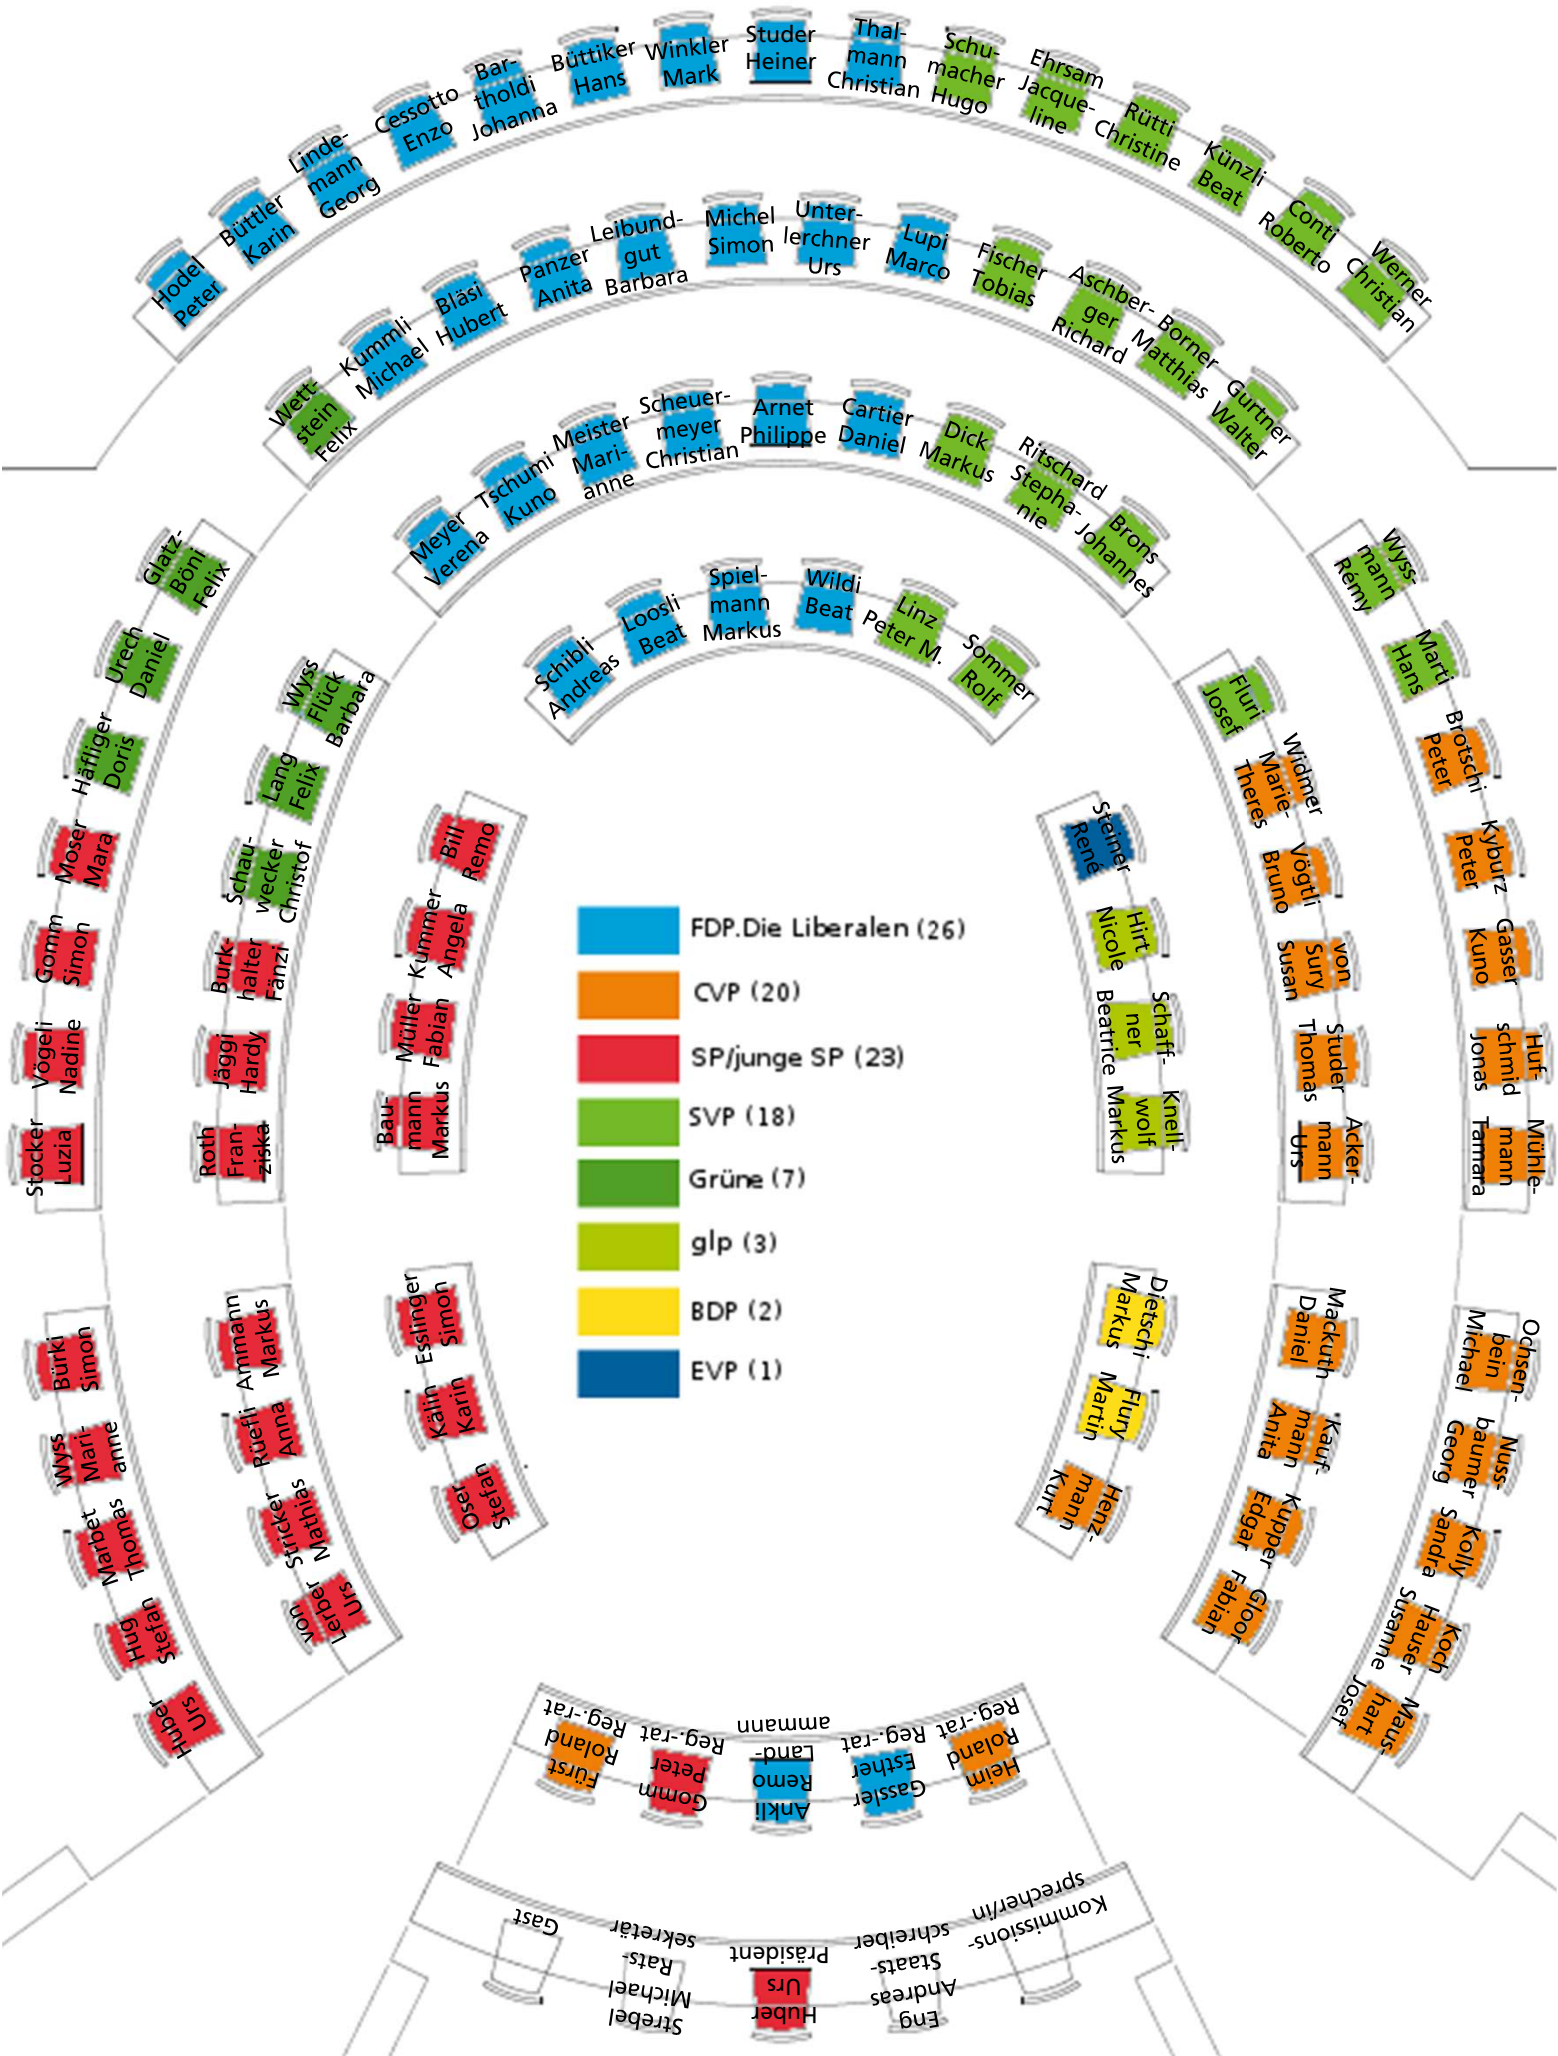 Hodel
Peter
Büttler
Karin
Linde-
mann
Georg
Cessotto
Enzo
Bar-
tholdi
Johanna
Büttiker
Hans
Winkler
Mark
Studer
Heiner
Thal-
mann
Christian
Schu-
macher
Hugo
Ehrsam
Jacque-
line
Rütti
Christine
Künzli
Beat
Conti
Roberto
Werner
Christian
Wett-
stein
Felix
Kummli
Michael
Bläsi
Hubert
Panzer
Anita
Leibund-
gut
Barbara
Michel
Simon
Unter-
lerchner
Urs
Lupi
Marco
Fischer
Tobias
Aschber-
ger
Richard
Borner
Matthias
Gurtner
Walter
Meyer
Verena
Tschumi
Kuno
Meister
Mari-
anne
Scheuer-
meyer
Christian
Arnet
Philippe
Cartier
Daniel
Dick
Markus
Ritschard
Stepha-
nie
Brons
Johannes
Schibli
Andreas
Loosli
Beat
Spiel-
mann
Markus
Wildi
Beat
Linz
Peter M.
Sommer
Rolf
Glatz-
Böni
Felix
Urech
Daniel
Häfliger
Doris
Moser
Mara
Gomm
Simon
Vögeli
Nadine
Stocker
Luzia
Wyss
Flück
Barbara
Lang
Felix
Schau-
wecker
Christof
Burk-
halter
Fänzi
Jäggi
Hardy
Roth
Fran-
ziska
Bill
Remo
Kummer
Angela
Müller
Fabian
Bau-
mann
Markus
FDP.Die Liberalen (26)
CVP (20)
SP/junge SP (23)
SVP (18)
Grüne (7)
glp (3)
BDP (2)
EVP (1)
Steiner
René
Hirt
Nicole
Schaff-
ner
Beatrice
Knell-
wolf
Markus
Fluri
Josef
Widmer
Marie-
Theres
Vögtli
Bruno
von
Sury
Susan
Studer
Thomas
Acker-
mann
Urs
Wyss-
mann
Rémy
Marti
Hans
Brotschi
Peter
Kyburz
Peter
Gasser
Kuno
Huf-
schmid
Jonas
Mühle-
mann
Tamara
Bürki
Simon
Wyss
Mari-
anne
Marbet
Thomas
Hug
Stefan
Huber
Urs
Ammann
Markus
Rüefli
Anna
Stricker
Mathias
von
Lerber
Urs
Esslinger
Simon
Kälin
Karin
Oser
Stefan
Dietschi
Markus
Flury
Martin
Henz-
mann
Kurt
Mackuth
Daniel
Kauf-
mann
Anita
Kupper
Edgar
Gloor
Fabian
Ochsen-
bein
Michael
Nuss-
baumer
Georg
Kolly
Sandra
Koch
Hauser
Susanne
Maus-
hart
Josef
Fürst
Roland
Reg.-rat
Gomm
Peter
Reg.-rat
Ankli
Remo
Land-
ammann
Gassler
Esther
Reg.-rat
Heim
Roland
Reg.-rat
Gast
Strebel
Michael
Rats-
sekretär
Huber
Urs
Präsident
Eng
Andreas
Staats-
schreiber
Kommissions-
sprecher/in